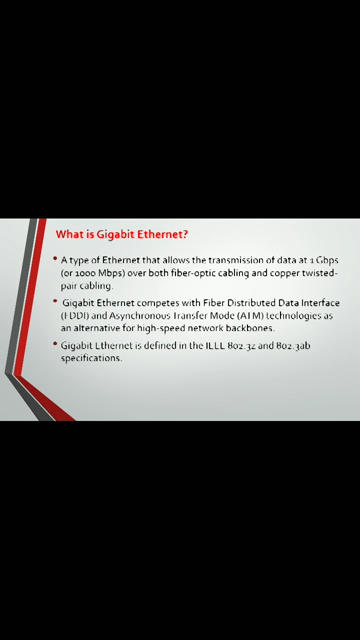 What is Gigabit Ethernet?
• A type of Ethernet that allows the transmission of data at 1 Gbps
(or 1000 Mbps) over both fiber-optic cabling and copper twisted-
pair cabling.
• Gigabit Ethernet competes with Fiber Distributed Data Interface
(FDDI) and Asynchronous Transfer Mode (ATM) technologies as
an alternative for high-speed network backbones.
• Gigabit Ethernet is defined in the IEEE 802.3z and 802.3ab
specifications.